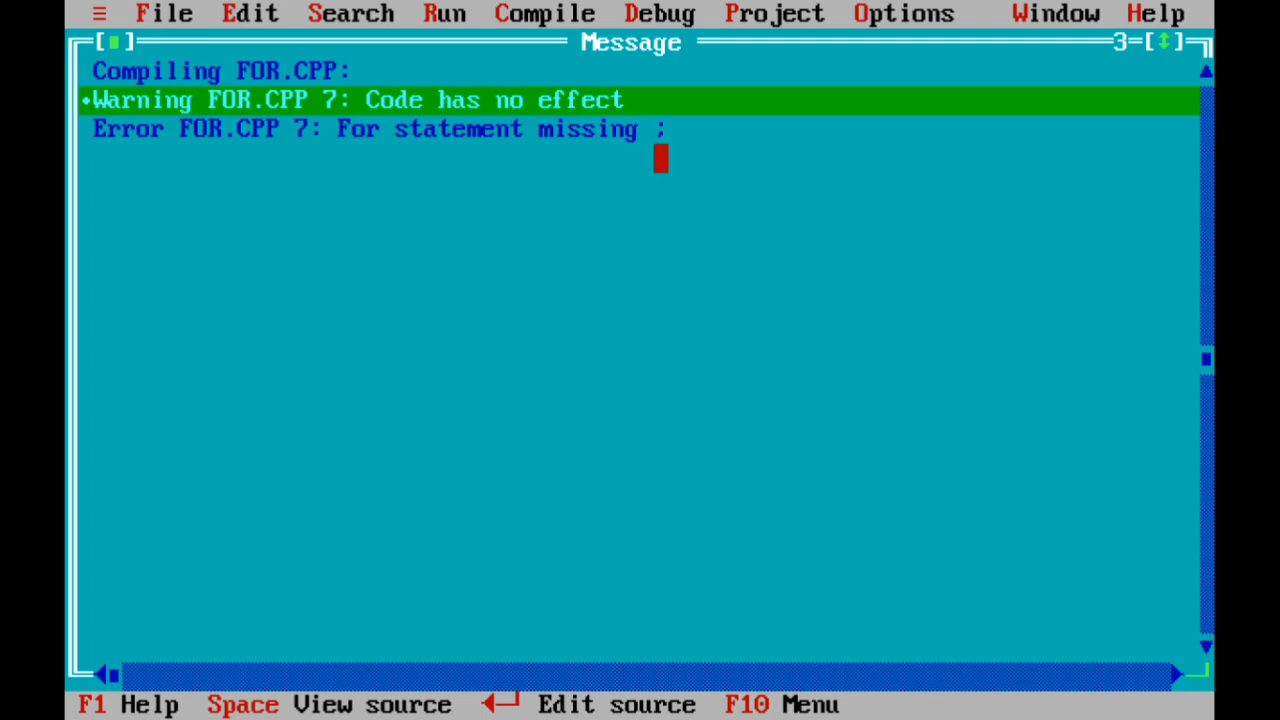 ≡ File Edit Search Run Compile Debug Project Options Window Help
[■] Message 3=[↕]
Compiling FOR.CPP:
•Warning FOR.CPP 7: Code has no effect
Error FOR.CPP 7: For statement missing ;
F1 Help Space View source ◄─┘ Edit source F10 Menu